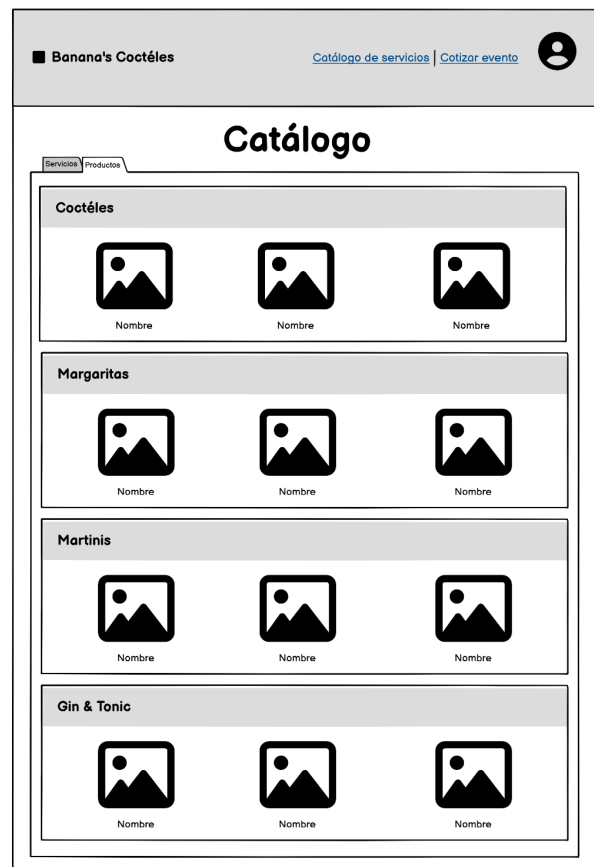 Banana's Coctéles
Catálogo de servicios Cotizar evento
Catálogo
Servicios Productos
Coctéles
Nombre Nombre Nombre
Margaritas
Nombre Nombre Nombre
Martinis
Nombre Nombre Nombre
Gin & Tonic
Nombre Nombre Nombre